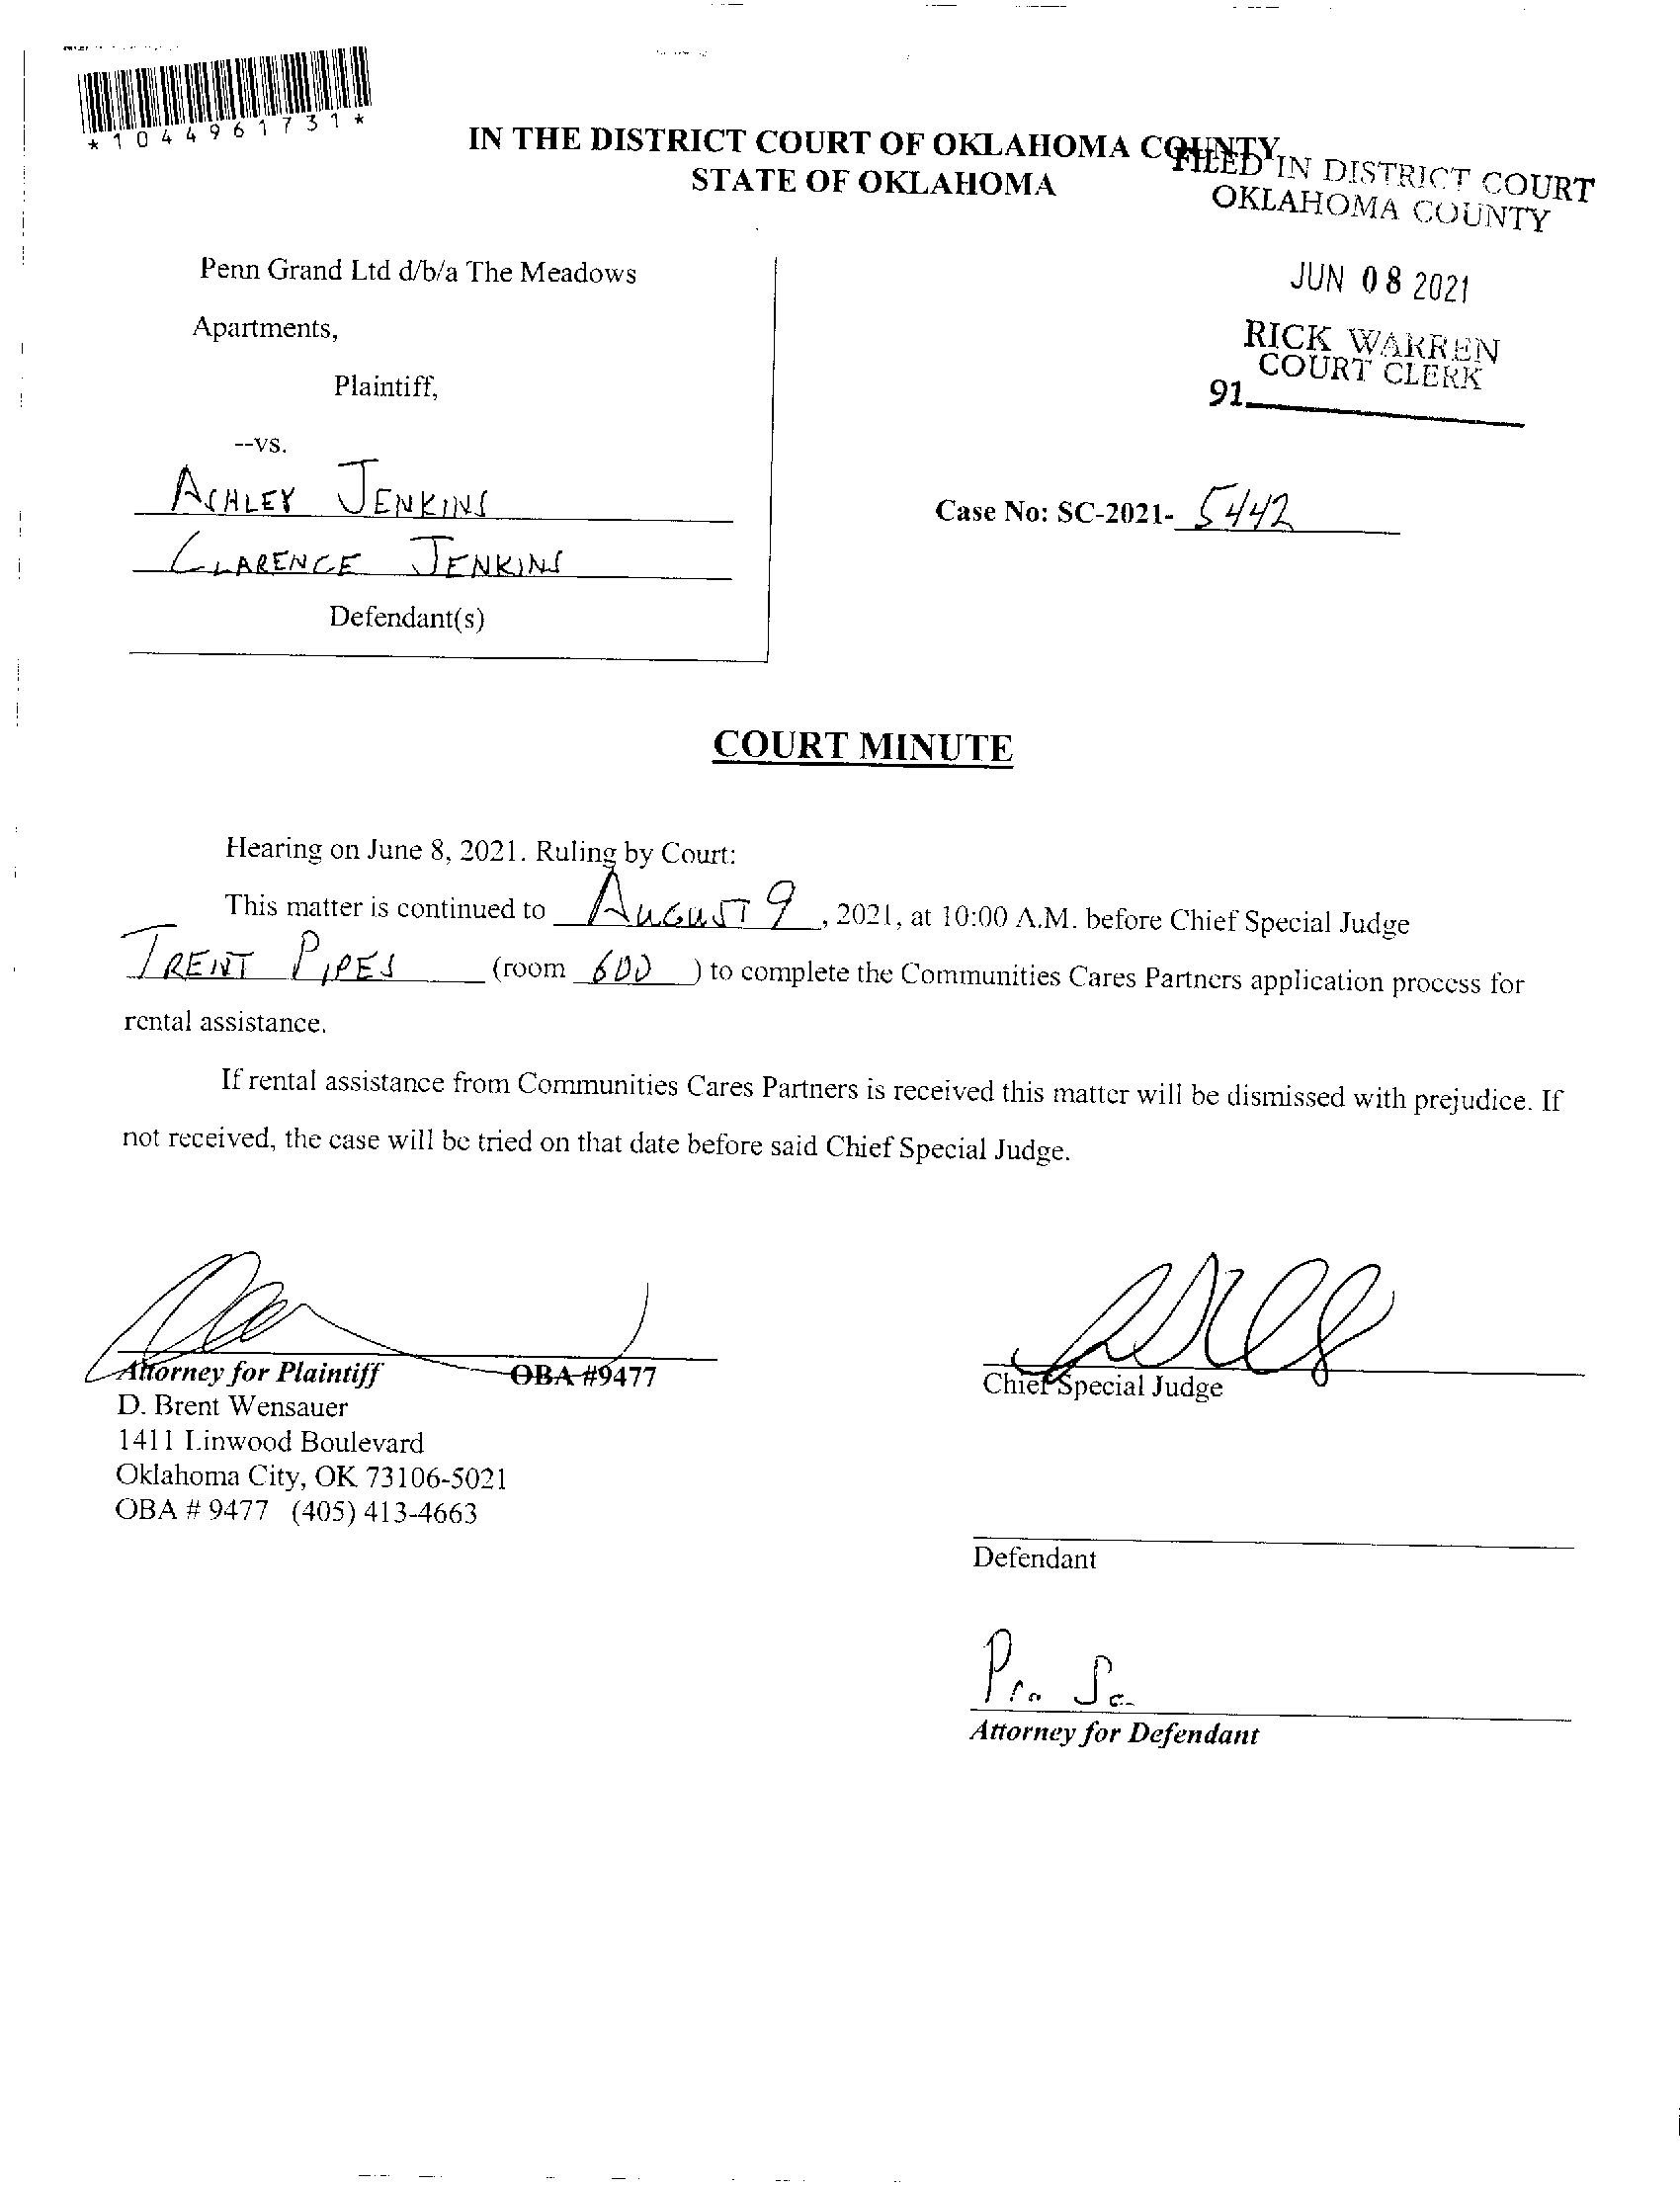 *1044961731*
IN THE DISTRICT COURT OF OKLAHOMA COUNTY
STATE OF OKLAHOMA
FILED IN DISTRICT COURT
OKLAHOMA COUNTY
JUN 08 2021
RICK WARREN
COURT CLERK
91
Penn Grand Ltd d/b/a The Meadows
Apartments,
Plaintiff,
--vs.
ASHLEY JENKINS
CLARENCE JENKINS
Defendant(s)
Case No: SC-2021- 5442
COURT MINUTE
Hearing on June 8, 2021. Ruling by Court:
This matter is continued to AUGUST 9, 2021, at 10:00 A.M. before Chief Special Judge
TRENT PIPES (room 600 ) to complete the Communities Cares Partners application process for
rental assistance.
If rental assistance from Communities Cares Partners is received this matter will be dismissed with prejudice. If
not received, the case will be tried on that date before said Chief Special Judge.
Attorney for Plaintiff OBA #9477
D. Brent Wensauer
1411 Linwood Boulevard
Oklahoma City, OK 73106-5021
OBA # 9477 (405) 413-4663
Chief Special Judge
Defendant
Pro Se
Attorney for Defendant